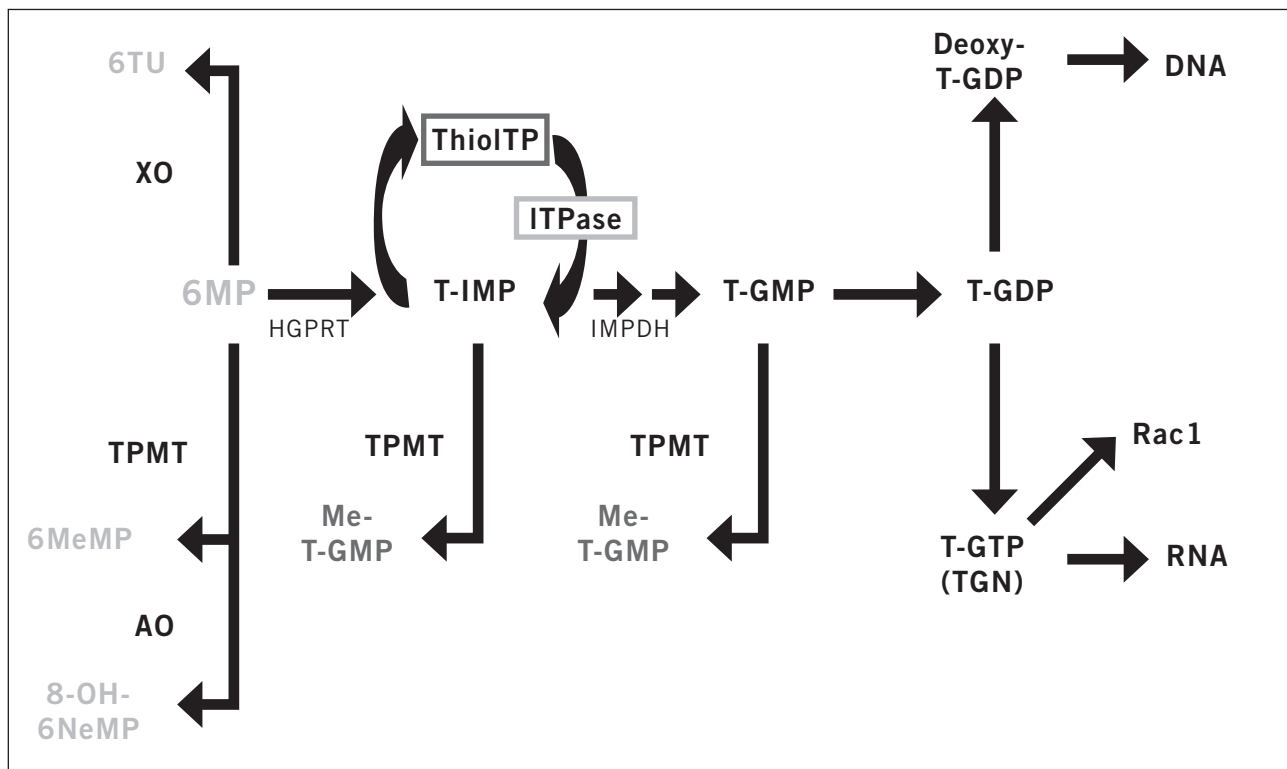 6TU
Deoxy-
T-GDP
DNA
ThioITP
XO
ITPase
6MP
HGPRT
T-IMP
IMPDH
T-GMP
T-GDP
TPMT
TPMT
TPMT
Rac1
6MeMP
Me-
T-GMP
Me-
T-GMP
T-GTP
(TGN)
RNA
AO
8-OH-
6NeMP